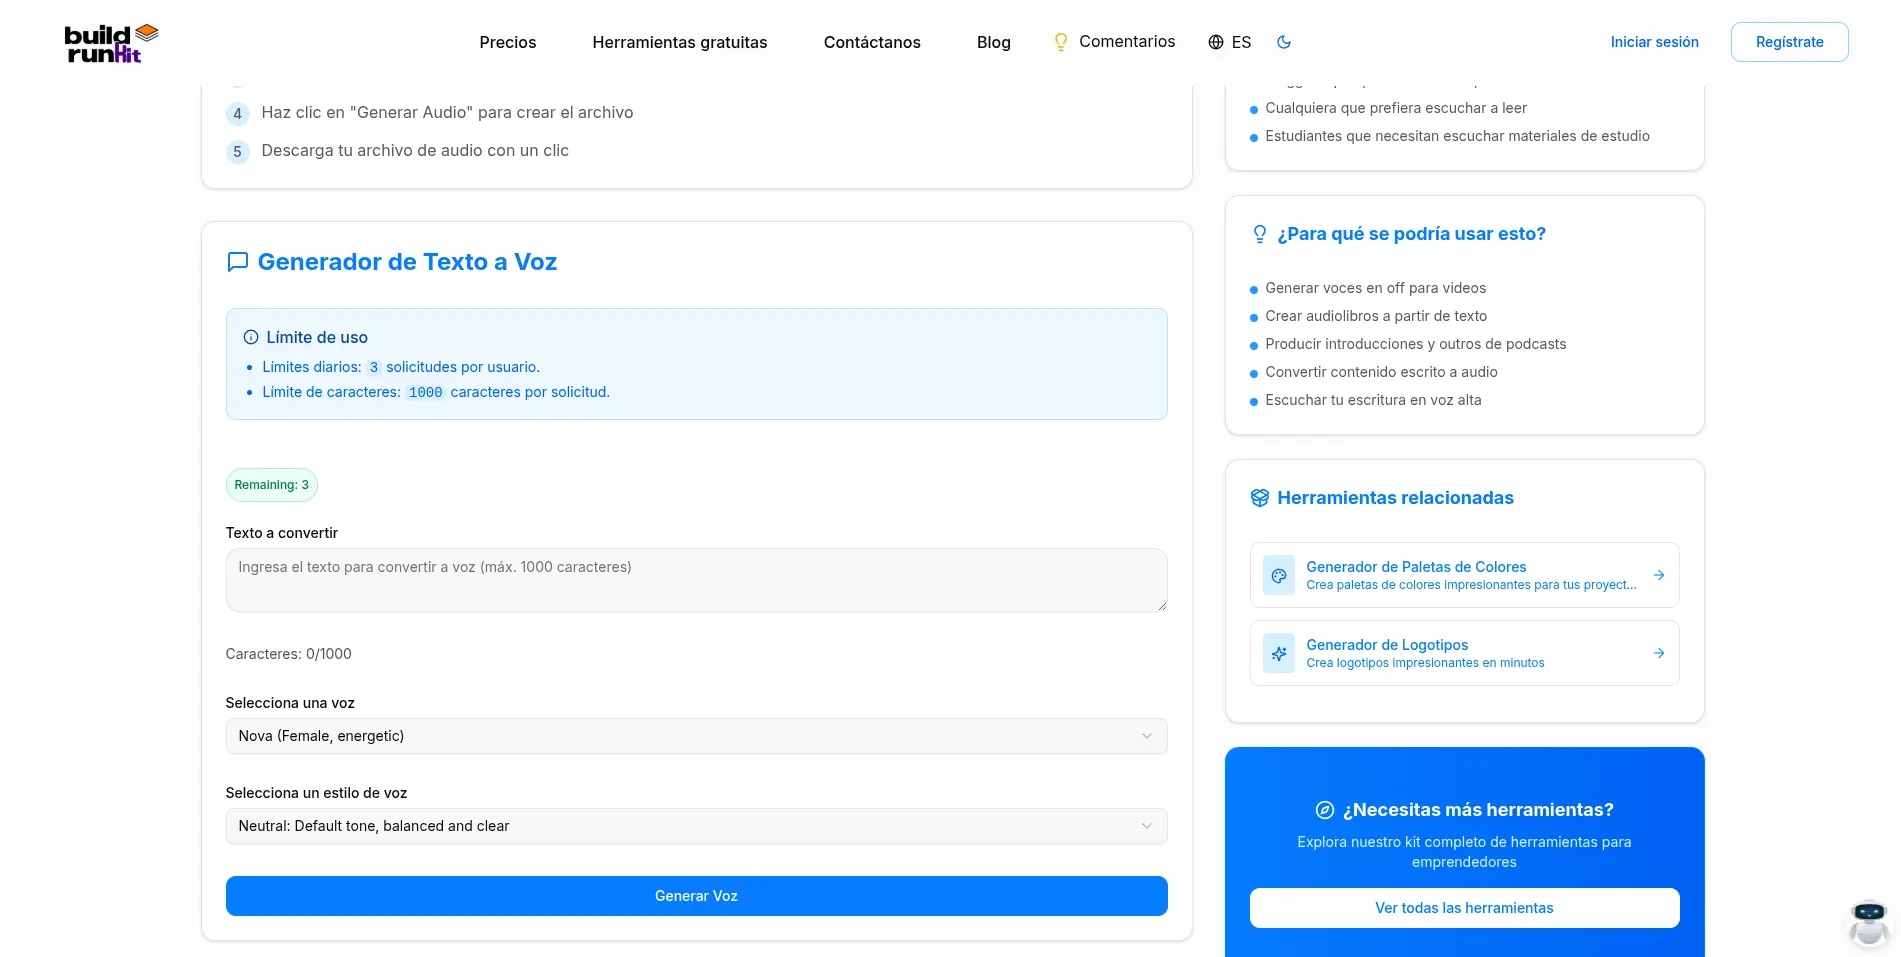 build
runkit
Precios
Herramientas gratuitas
Contáctanos
Blog
Comentarios
ES
Iniciar sesión
Regístrate
4
Haz clic en "Generar Audio" para crear el archivo
5
Descarga tu archivo de audio con un clic
Generador de Texto a Voz
Límite de uso
Límites diarios: 3 solicitudes por usuario.
Límite de caracteres: 1000 caracteres por solicitud.
Remaining: 3
Texto a convertir
Ingresa el texto para convertir a voz (máx. 1000 caracteres)
Caracteres: 0/1000
Selecciona una voz
Nova (Female, energetic)
Selecciona un estilo de voz
Neutral: Default tone, balanced and clear
Generar Voz
Cualquiera que prefiera escuchar a leer
Estudiantes que necesitan escuchar materiales de estudio
¿Para qué se podría usar esto?
Generar voces en off para videos
Crear audiolibros a partir de texto
Producir introducciones y outros de podcasts
Convertir contenido escrito a audio
Escuchar tu escritura en voz alta
Herramientas relacionadas
Generador de Paletas de Colores
Crea paletas de colores impresionantes para tus proyect...
Generador de Logotipos
Crea logotipos impresionantes en minutos
¿Necesitas más herramientas?
Explora nuestro kit completo de herramientas para
emprendedores
Ver todas las herramientas